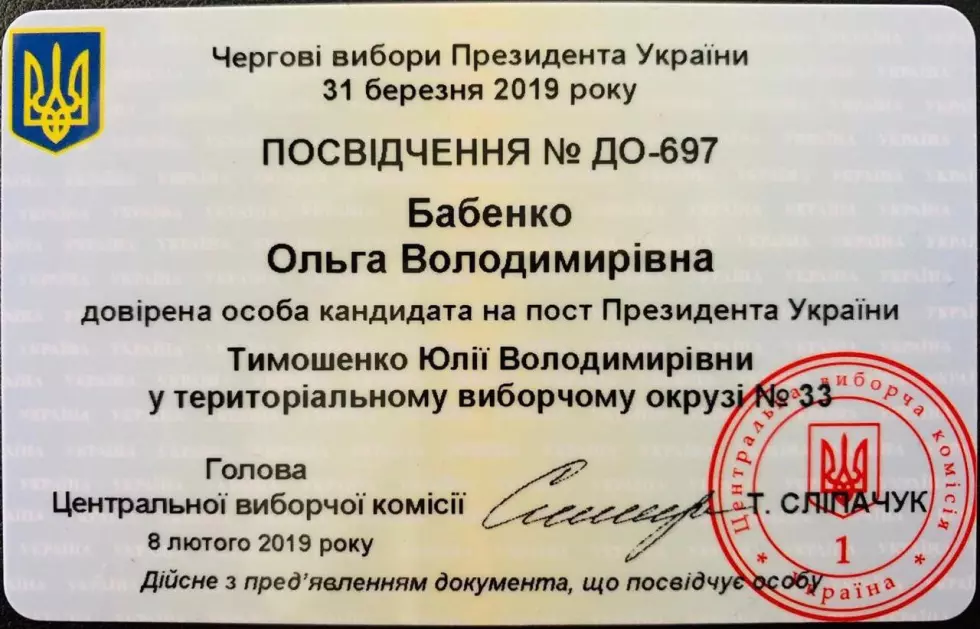 Чергові вибори Президента України
31 березня 2019 року
ПОСВІДЧЕННЯ № ДО-697
Бабенко
Ольга Володимирівна
довірена особа кандидата на пост Президента України
Тимошенко Юлії Володимирівни
у територіальному виборчому окрузі № 33
Голова
Центральної виборчої комісії
Т. СЛІПАЧУК
8 лютого 2019 року
Дійсне з пред’явленням документа, що посвідчує особу
Центральна виборча комісія
1
* Україна *